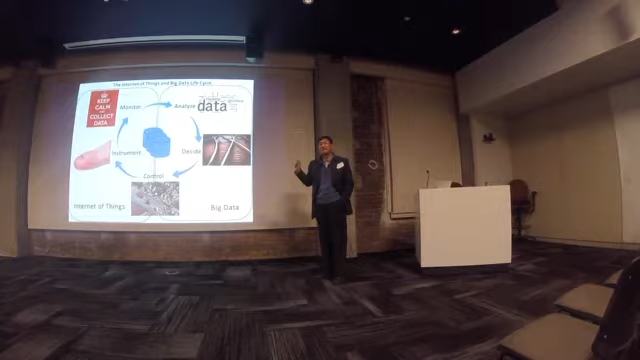 The Internet of Things and Big Data Life Cycle
KEEP
CALM
AND
COLLECT
DATA
Monitor
Analyze
data
Instrument
Decide
Control
Internet of Things
Big Data